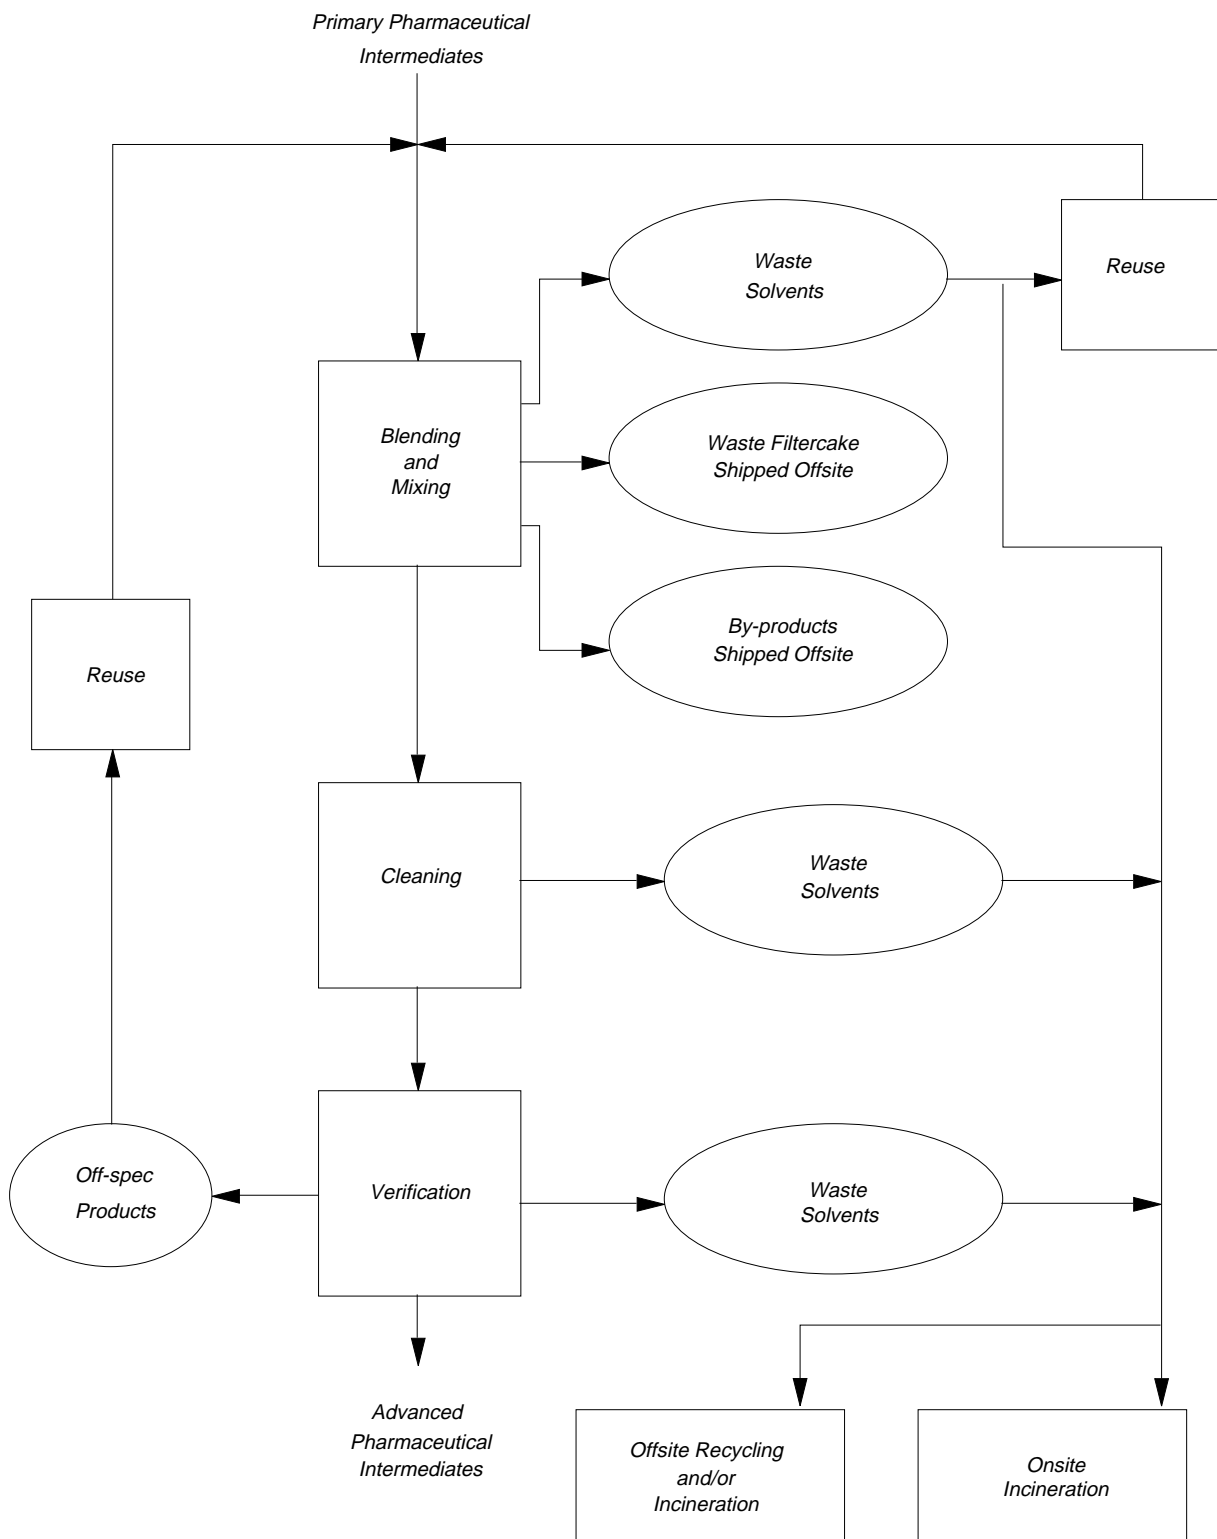 Primary Pharmaceutical
Intermediates
Waste
Solvents
Reuse
Blending
and
Mixing
Waste Filtercake
Shipped Offsite
By-products
Shipped Offsite
Reuse
Cleaning
Waste
Solvents
Off-spec
Products
Verification
Waste
Solvents
Advanced
Pharmaceutical
Intermediates
Offsite Recycling
and/or
Incineration
Onsite
Incineration